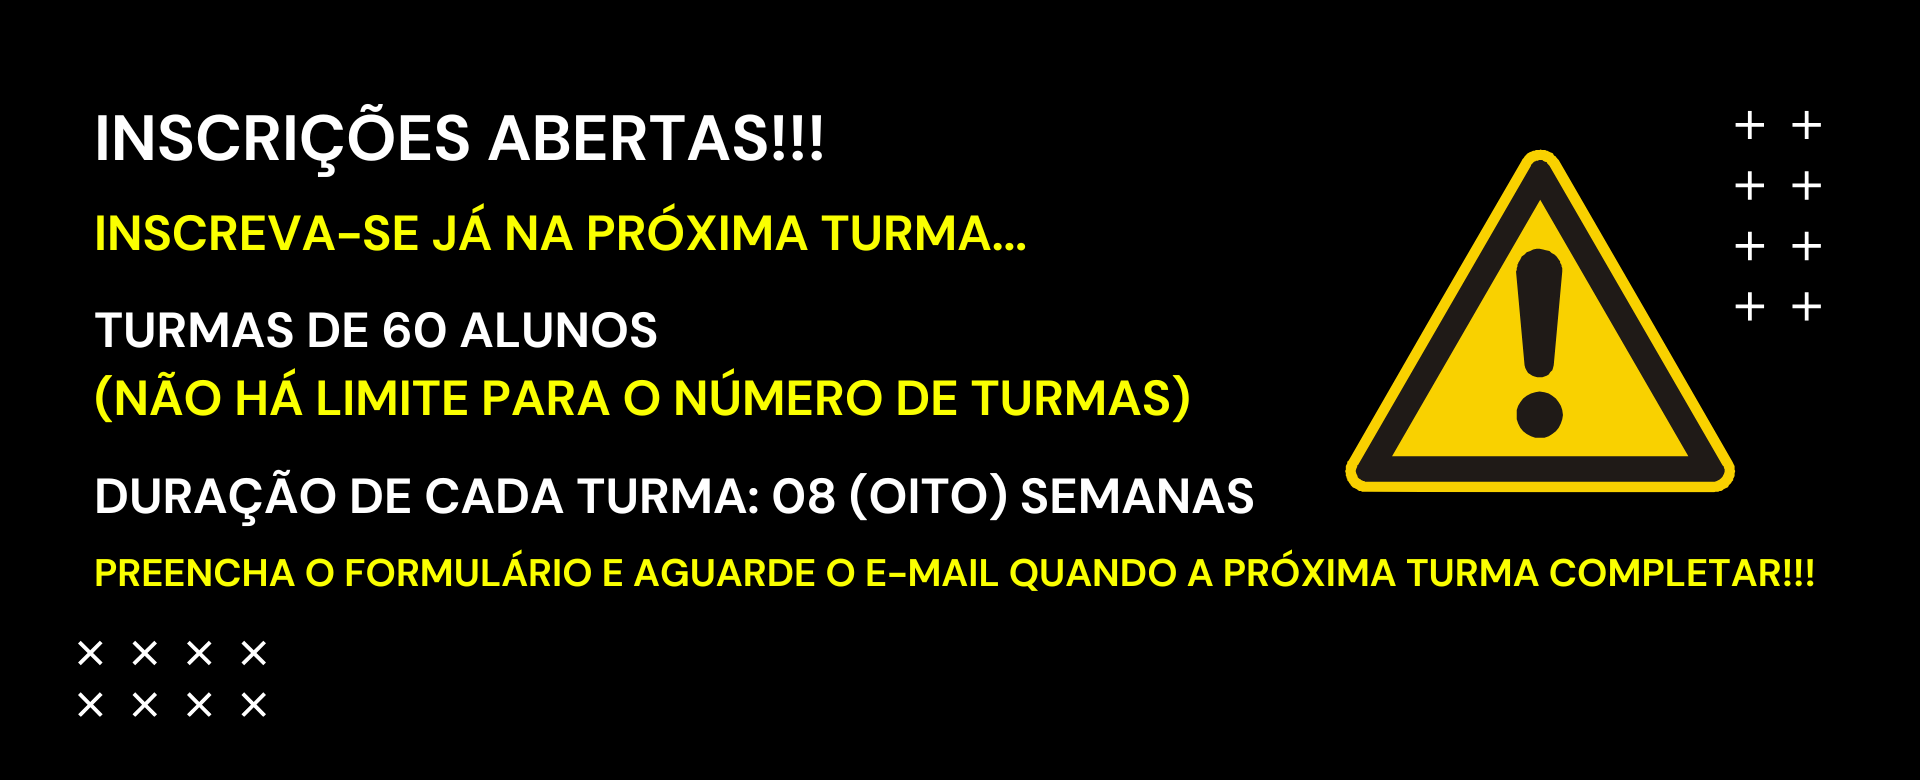 INSCRIÇÕES ABERTAS!!!
INSCREVA-SE JÁ NA PRÓXIMA TURMA...
TURMAS DE 60 ALUNOS
(NÃO HÁ LIMITE PARA O NÚMERO DE TURMAS)
DURAÇÃO DE CADA TURMA: 08 (OITO) SEMANAS
PREENCHA O FORMULÁRIO E AGUARDE O E-MAIL QUANDO A PRÓXIMA TURMA COMPLETAR!!!